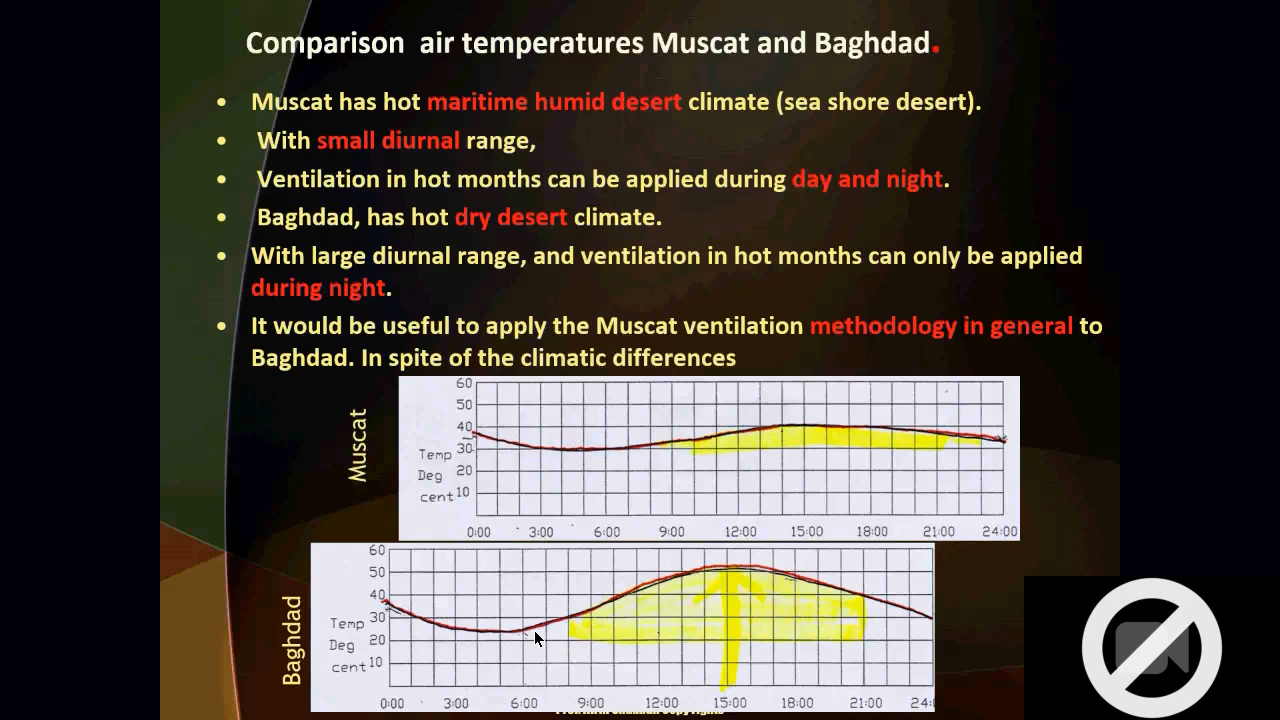 Comparison air temperatures Muscat and Baghdad.
• Muscat has hot maritime humid desert climate (sea shore desert).
• With small diurnal range,
• Ventilation in hot months can be applied during day and night.
• Baghdad, has hot dry desert climate.
• With large diurnal range, and ventilation in hot months can only be applied
during night.
• It would be useful to apply the Muscat ventilation methodology in general to
Baghdad. In spite of the climatic differences
Muscat
60
50
40
Temp 30
Deg 20
cent 10
0:00 3:00 6:00 9:00 12:00 15:00 18:00 21:00 24:00
Baghdad
60
50
40
30
Temp
20
Deg
cent 10
0:00 3:00 6:00 9:00 12:00 15:00 18:00 21:00 24: